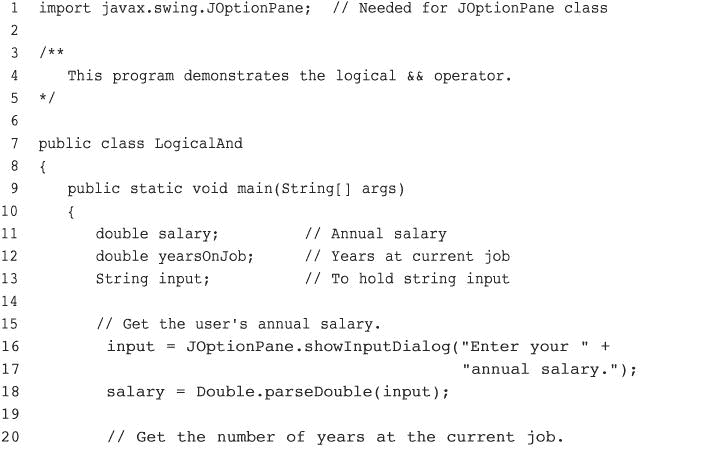 1 import javax.swing.JOptionPane;  // Needed for JOptionPane class
2
3 /**
4    This program demonstrates the logical && operator.
5 */
6
7 public class LogicalAnd
8 {
9    public static void main(String[] args)
10    {
11       double salary;         // Annual salary
12       double yearsOnJob;     // Years at current job
13       String input;          // To hold string input
14
15       // Get the user's annual salary.
16       input = JOptionPane.showInputDialog("Enter your " +
17                                           "annual salary.");
18       salary = Double.parseDouble(input);
19
20       // Get the number of years at the current job.